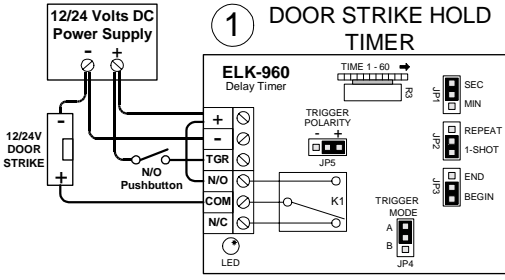 12/24 Volts DC
Power Supply
- +
1
DOOR STRIKE HOLD
TIMER
ELK-960
Delay Timer
TIME 1 - 60
R3
SEC
MIN
JP1
TRIGGER
POLARITY
- +
JP5
REPEAT
1-SHOT
JP2
END
BEGIN
JP3
12/24V
DOOR
STRIKE
-
+
N/O
Pushbutton
+
-
TGR
N/O
COM
N/C
K1
TRIGGER
MODE
A
B
JP4
LED